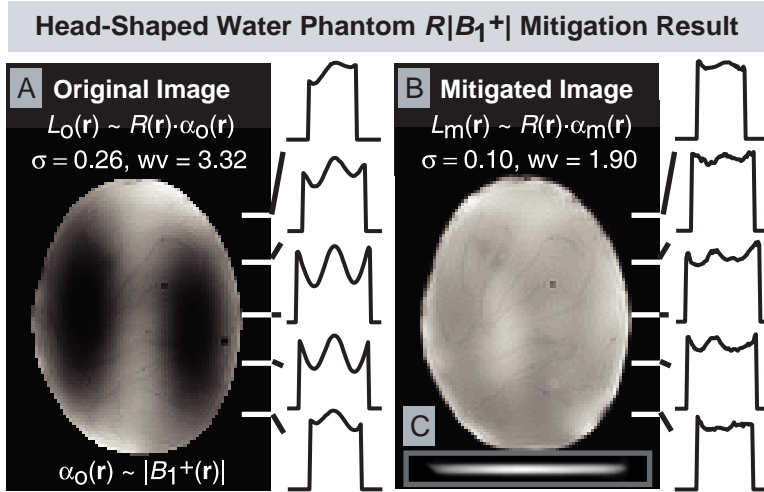 Head-Shaped Water Phantom R|B₁⁺| Mitigation Result
A Original Image
Lₒ(r) ~ R(r)·αₒ(r)
σ = 0.26, wv = 3.32
αₒ(r) ~ |B₁⁺(r)|
B Mitigated Image
Lₘ(r) ~ R(r)·αₘ(r)
σ = 0.10, wv = 1.90
C